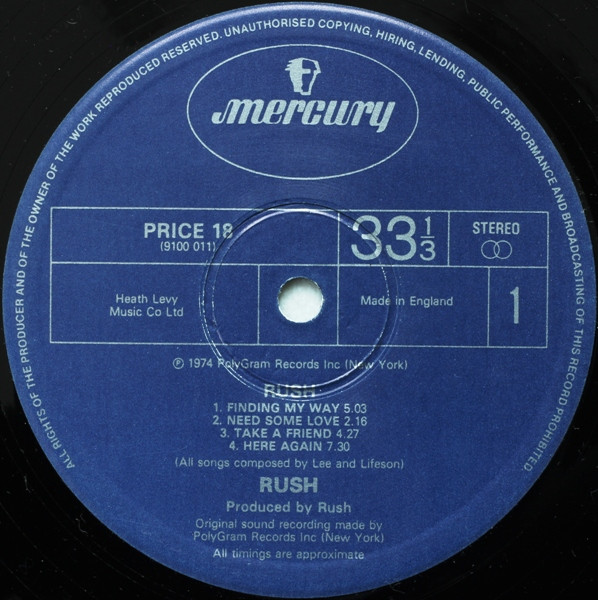 ALL RIGHTS OF THE PRODUCER AND OF THE OWNER OF THE WORK REPRODUCED RESERVED. UNAUTHORISED COPYING, HIRING, LENDING, PUBLIC PERFORMANCE AND BROADCASTING OF THIS RECORD PROHIBITED.
mercury
PRICE 18
(9100 011)
33 1/3
STEREO
Heath Levy
Music Co Ltd
Made in England
1
℗ 1974 PolyGram Records Inc (New York)
RUSH
1. FINDING MY WAY 5.03
2. NEED SOME LOVE 2.16
3. TAKE A FRIEND 4.27
4. HERE AGAIN 7.30
(All songs composed by Lee and Lifeson)
RUSH
Produced by Rush
Original sound recording made by
PolyGram Records Inc (New York)
All timings are approximate